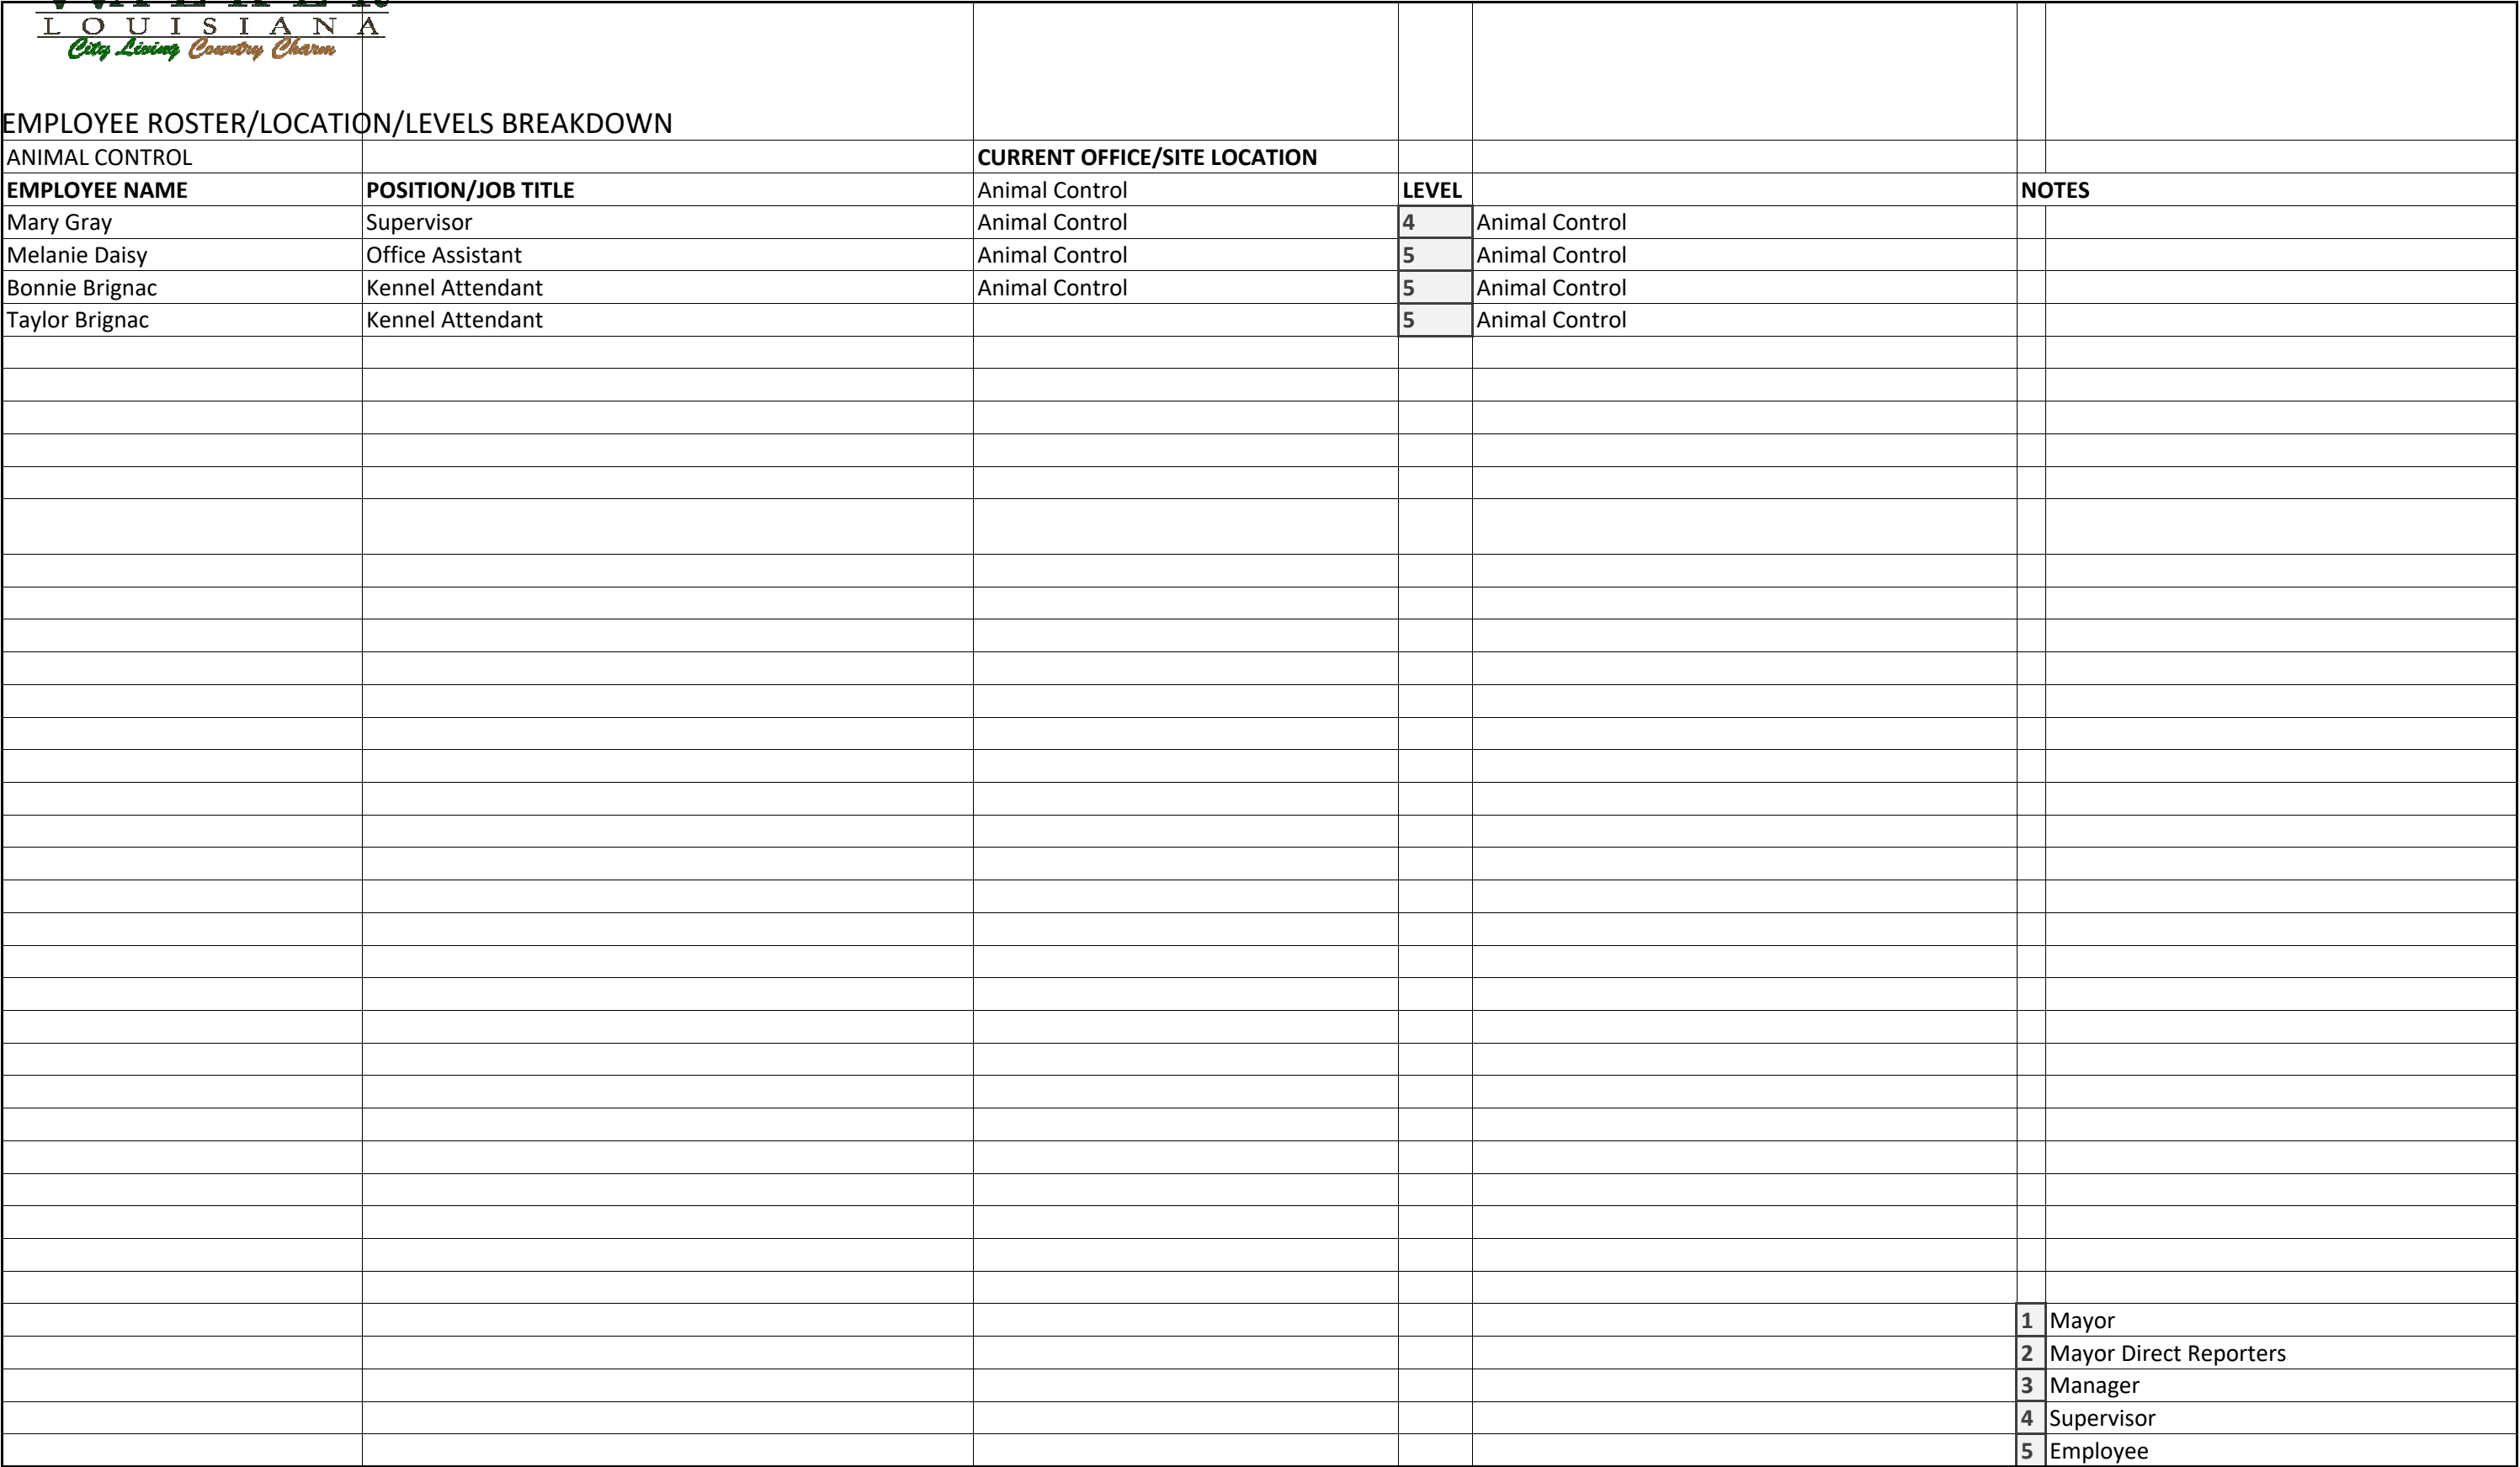 LOUISIANA
City Living Country Charm
EMPLOYEE ROSTER/LOCATION/LEVELS BREAKDOWN
ANIMAL CONTROL CURRENT OFFICE/SITE LOCATION
EMPLOYEE NAME POSITION/JOB TITLE Animal Control LEVEL NOTES
Mary Gray Supervisor Animal Control 4 Animal Control
Melanie Daisy Office Assistant Animal Control 5 Animal Control
Bonnie Brignac Kennel Attendant Animal Control 5 Animal Control
Taylor Brignac Kennel Attendant 5 Animal Control
1 Mayor
2 Mayor Direct Reporters
3 Manager
4 Supervisor
5 Employee